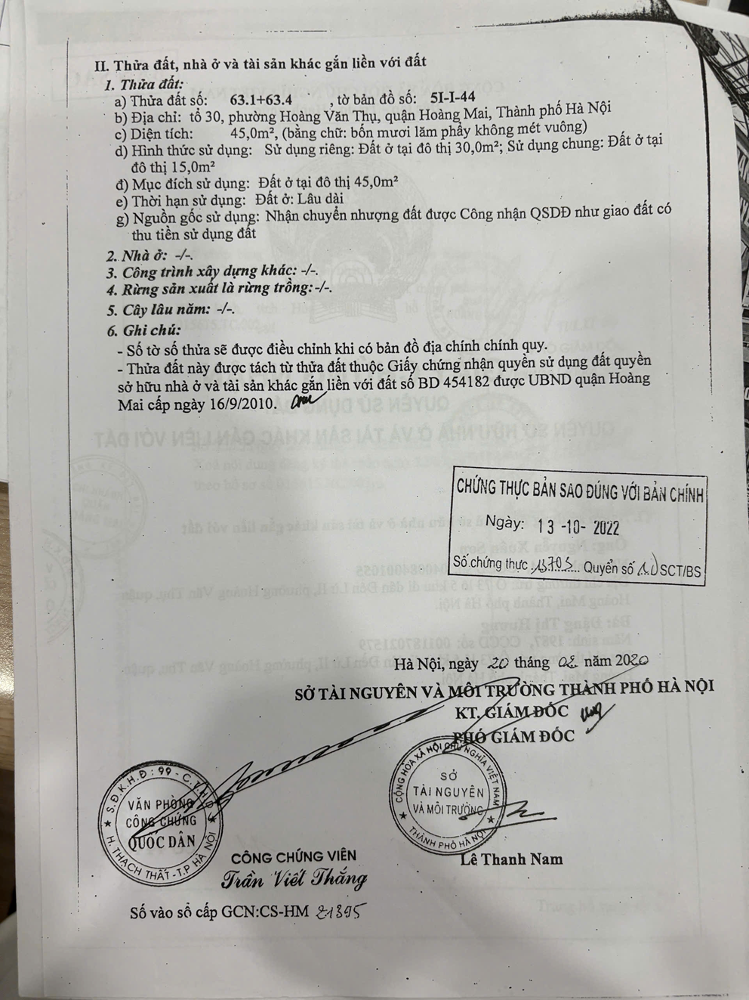 II. Thửa đất, nhà ở và tài sản khác gắn liền với đất
1. Thửa đất:
a) Thửa đất số: 63.1+63.4 , tờ bản đồ số: 5I-I-44
b) Địa chỉ: tổ 30, phường Hoàng Văn Thụ, quận Hoàng Mai, Thành phố Hà Nội
c) Diện tích: 45,0m², (bằng chữ: bốn mươi lăm phẩy không mét vuông)
d) Hình thức sử dụng: Sử dụng riêng: Đất ở tại đô thị 30,0m²; Sử dụng chung: Đất ở tại
đô thị 15,0m²
đ) Mục đích sử dụng: Đất ở tại đô thị 45,0m²
e) Thời hạn sử dụng: Đất ở: Lâu dài
g) Nguồn gốc sử dụng: Nhận chuyển nhượng đất được Công nhận QSDĐ như giao đất có
thu tiền sử dụng đất
2. Nhà ở: -/-.
3. Công trình xây dựng khác: -/-.
4. Rừng sản xuất là rừng trồng: -/-.
5. Cây lâu năm: -/-.
6. Ghi chú:
- Số tờ số thửa sẽ được điều chỉnh khi có bản đồ địa chính chính quy.
- Thửa đất này được tách từ thửa đất thuộc Giấy chứng nhận quyền sử dụng đất quyền
sở hữu nhà ở và tài sản khác gắn liền với đất số BD 454182 được UBND quận Hoàng
Mai cấp ngày 16/9/2010.
CHỨNG THỰC BẢN SAO ĐÚNG VỚI BẢN CHÍNH
Ngày: 13 -10- 2022
Số chứng thực 13705 Quyển số SCT/BS
Hà Nội, ngày 20 tháng 02 năm 2020
SỞ TÀI NGUYÊN VÀ MÔI TRƯỜNG THÀNH PHỐ HÀ NỘI
KT. GIÁM ĐỐC
PHÓ GIÁM ĐỐC
CỘNG HÒA XÃ HỘI CHỦ NGHĨA VIỆT NAM
SỞ
TÀI NGUYÊN
VÀ MÔI TRƯỜNG
THÀNH PHỐ HÀ NỘI
Lê Thanh Nam
S.Đ.K.H.Đ: 99 - C.T.H
VĂN PHÒNG
CÔNG CHỨNG
QUỐC DÂN
H. THẠCH THẤT - T.P HÀ NỘI
CÔNG CHỨNG VIÊN
Trần Viết Thắng
Số vào sổ cấp GCN:CS-HM 21395